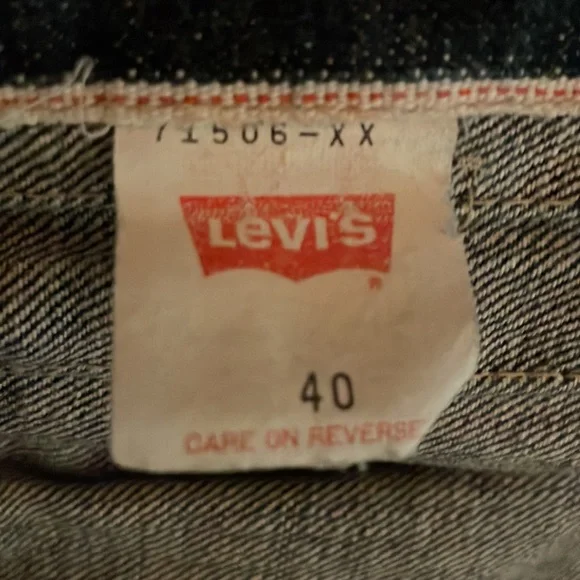 71506-XX
Levi's
®
40
CARE ON REVERSE